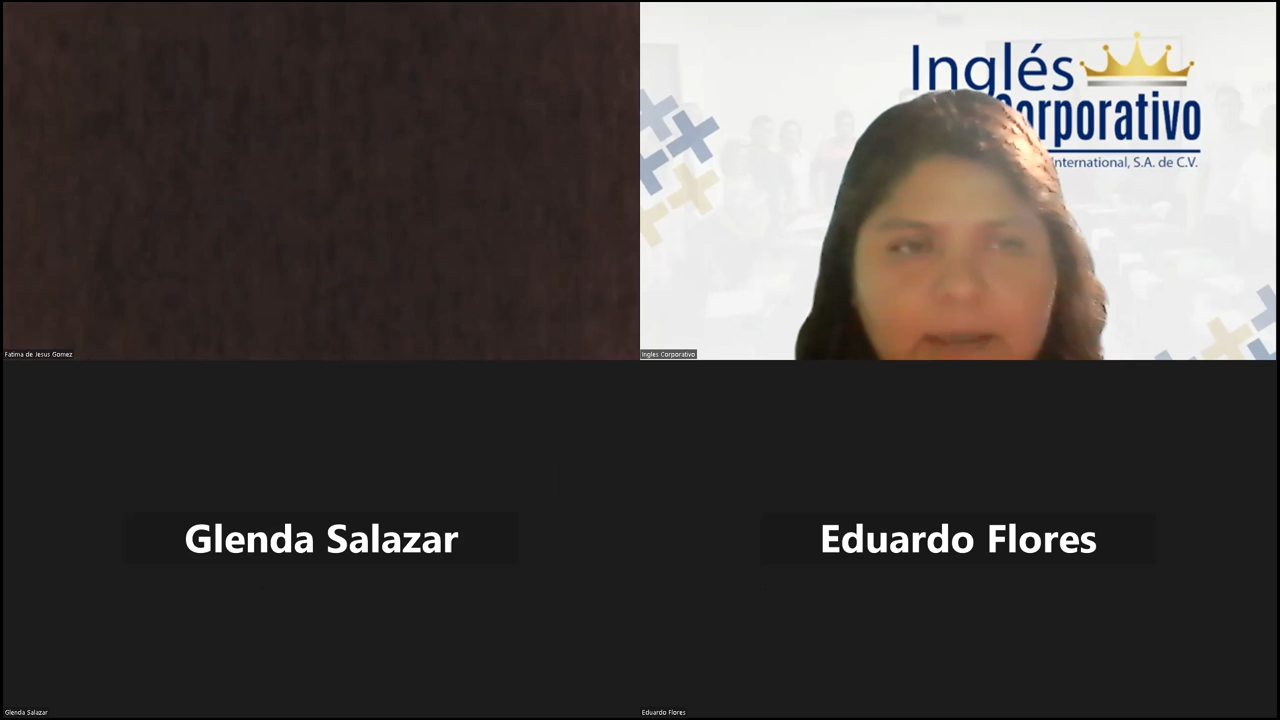 Inglés
Corporativo
International, S.A. de C.V.
Fatima de Jesus Gomez
Ingles Corporativo
Glenda Salazar
Eduardo Flores
Glenda Salazar
Eduardo Flores